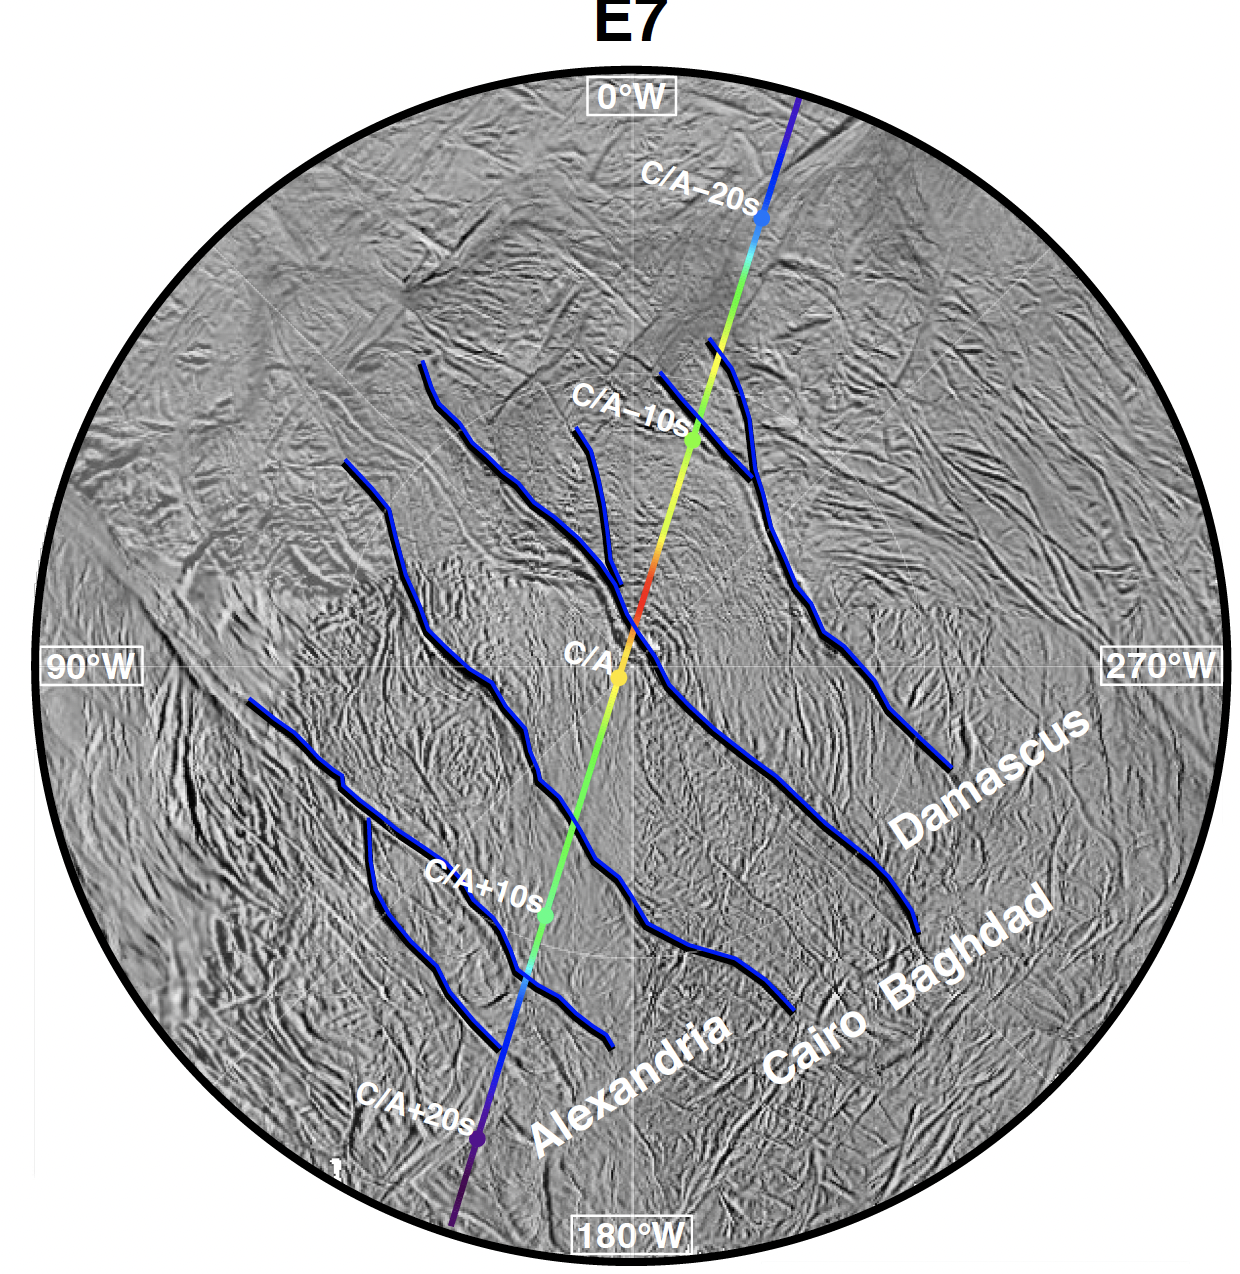 E7
0°W
C/A−20s
C/A−10s
C/A
90°W
270°W
Damascus
C/A+10s
Baghdad
Cairo
Alexandria
C/A+20s
180°W